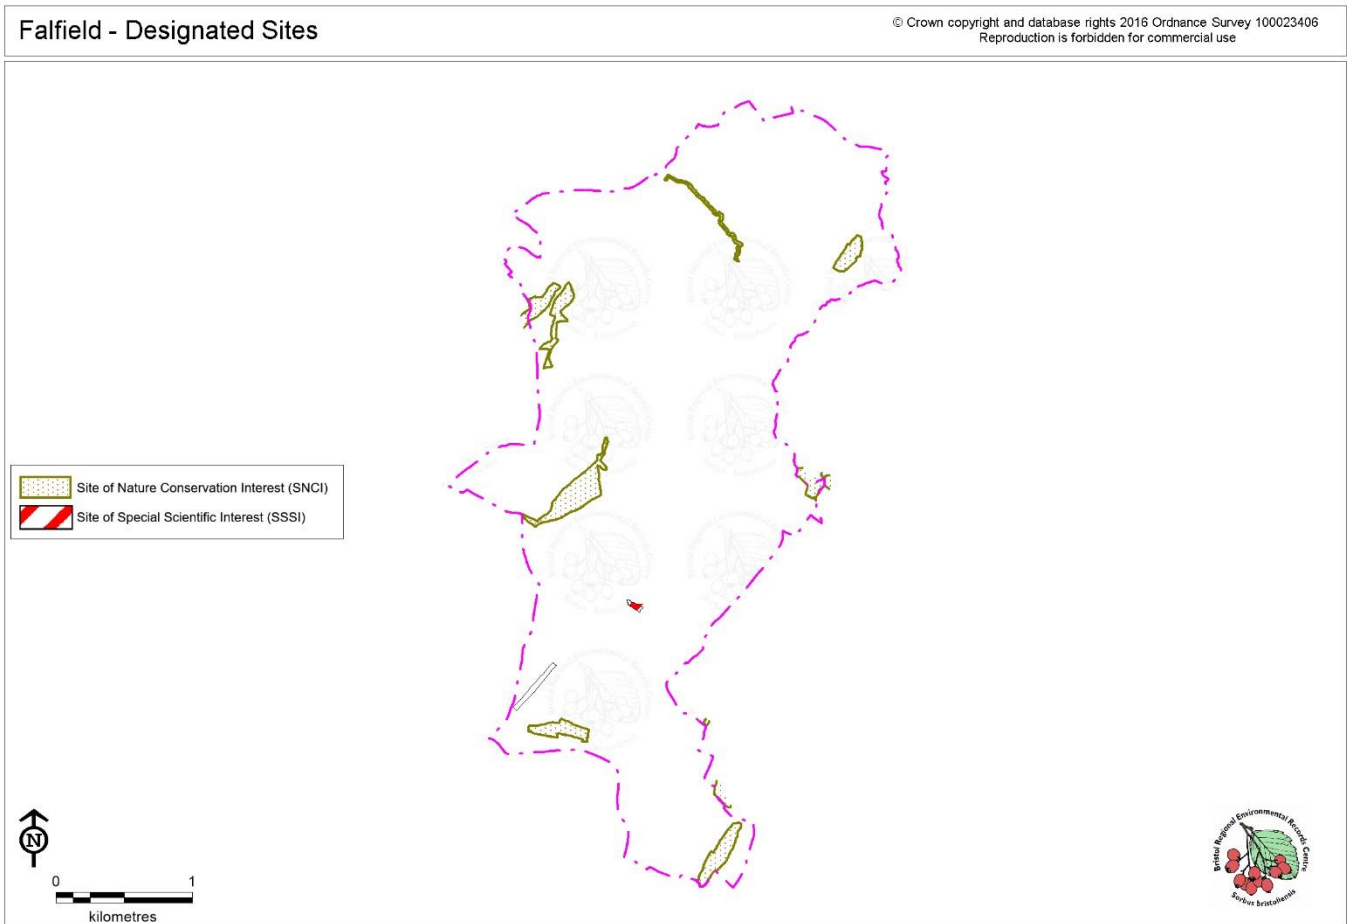 Falfield - Designated Sites
© Crown copyright and database rights 2016 Ordnance Survey 100023406
Reproduction is forbidden for commercial use
Site of Nature Conservation Interest (SNCI)
Site of Special Scientific Interest (SSSI)
N
0 1
kilometres
Bristol Regional Environmental Records Centre
Sorbus bristoliensis